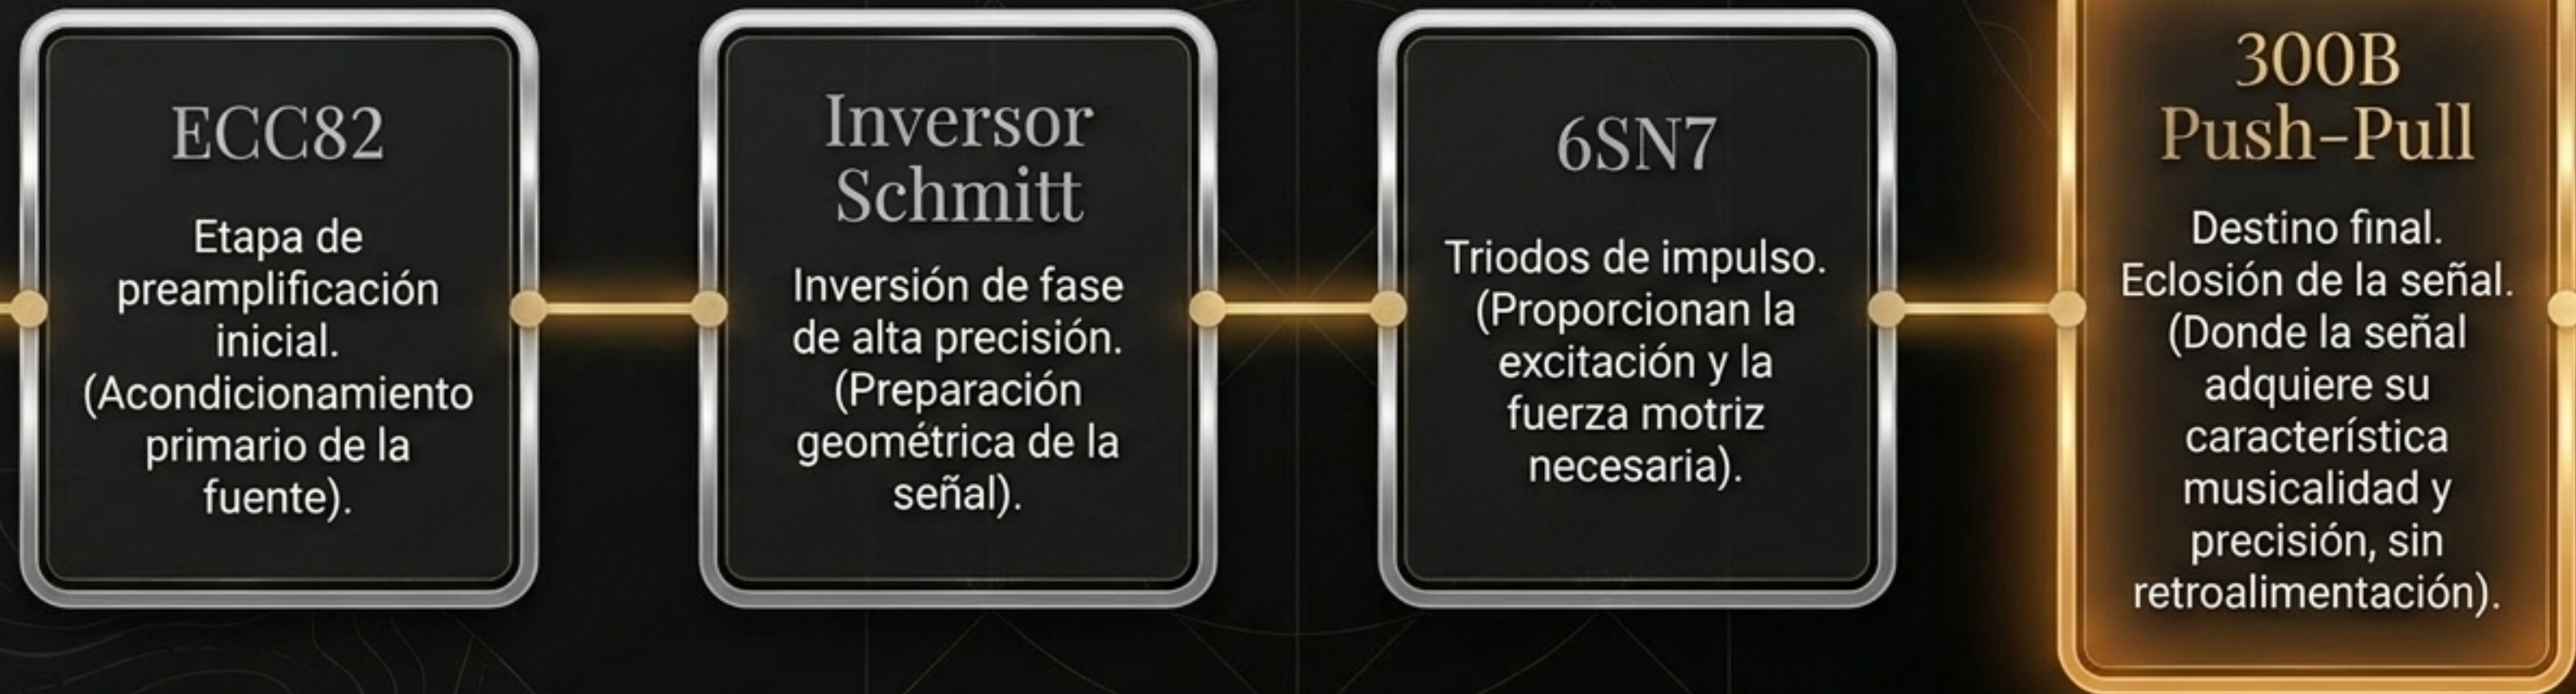 ECC82
Etapa de
preamplificación
inicial.
(Acondicionamiento
primario de la
fuente).
Inversor
Schmitt
Inversión de fase
de alta precisión.
(Preparación
geométrica de la
señal).
6SN7
Triodos de impulso.
(Proporcionan la
excitación y la
fuerza motriz
necesaria).
300B
Push-Pull
Destino final.
Eclosión de la señal.
(Donde la señal
adquiere su
característica
musicalidad y
precisión, sin
retroalimentación).